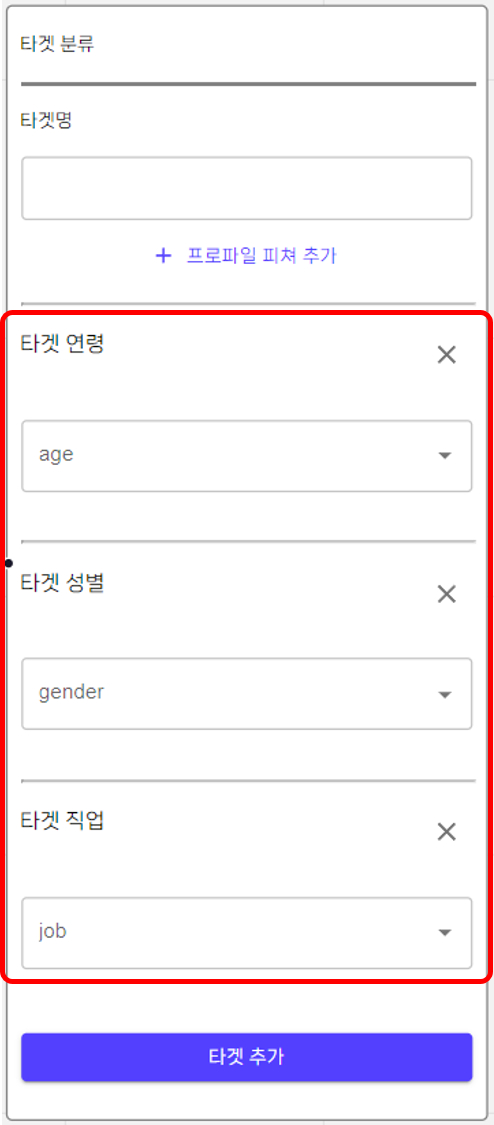 타겟 분류
타겟명
+ 프로파일 피쳐 추가
타겟 연령
age
타겟 성별
gender
타겟 직업
job
타겟 추가